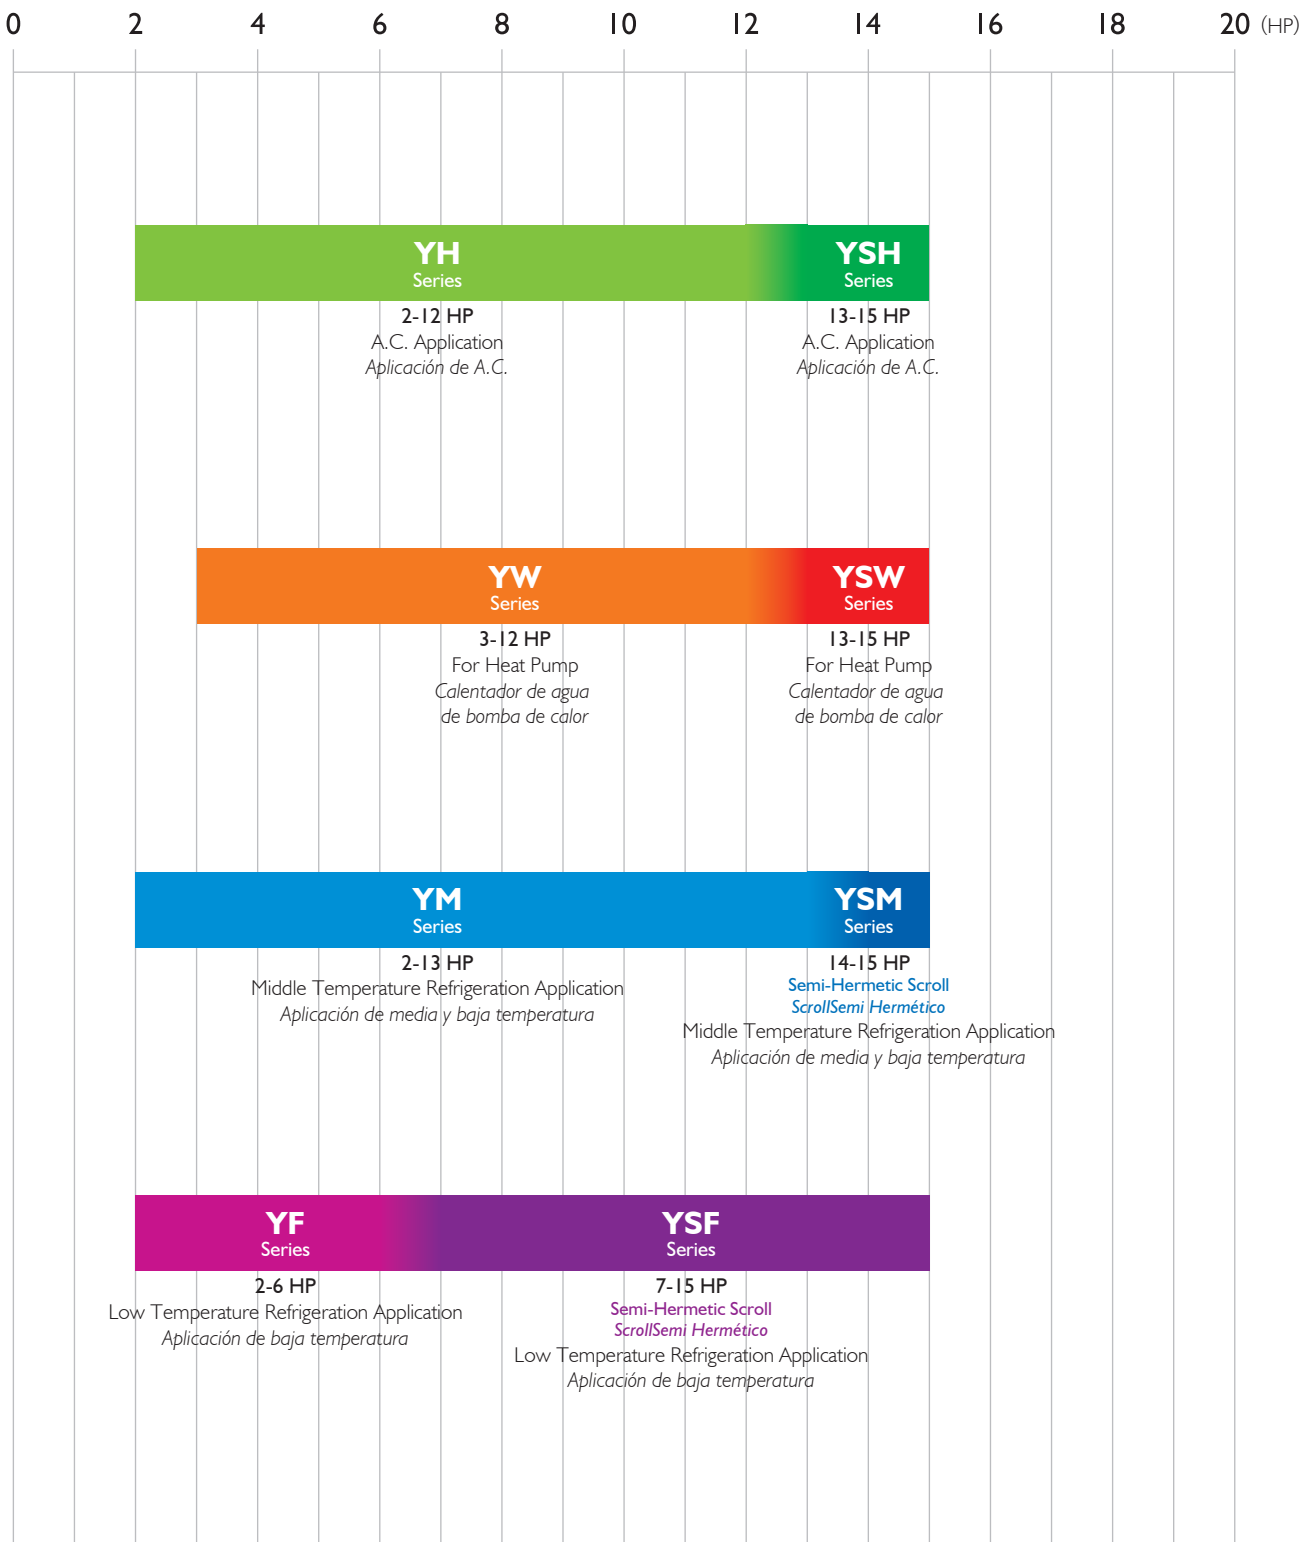 0 2 4 6 8 10 12 14 16 18 20 (HP)
YH
Series
2-12 HP
A.C. Application
Aplicación de A.C.
YSH
Series
13-15 HP
A.C. Application
Aplicación de A.C.
YW
Series
3-12 HP
For Heat Pump
Calentador de agua
de bomba de calor
YSW
Series
13-15 HP
For Heat Pump
Calentador de agua
de bomba de calor
YM
Series
2-13 HP
Middle Temperature Refrigeration Application
Aplicación de media y baja temperatura
YSM
Series
14-15 HP
Semi-Hermetic Scroll
ScrollSemi Hermético
Middle Temperature Refrigeration Application
Aplicación de media y baja temperatura
YF
Series
2-6 HP
Low Temperature Refrigeration Application
Aplicación de baja temperatura
YSF
Series
7-15 HP
Semi-Hermetic Scroll
ScrollSemi Hermético
Low Temperature Refrigeration Application
Aplicación de baja temperatura